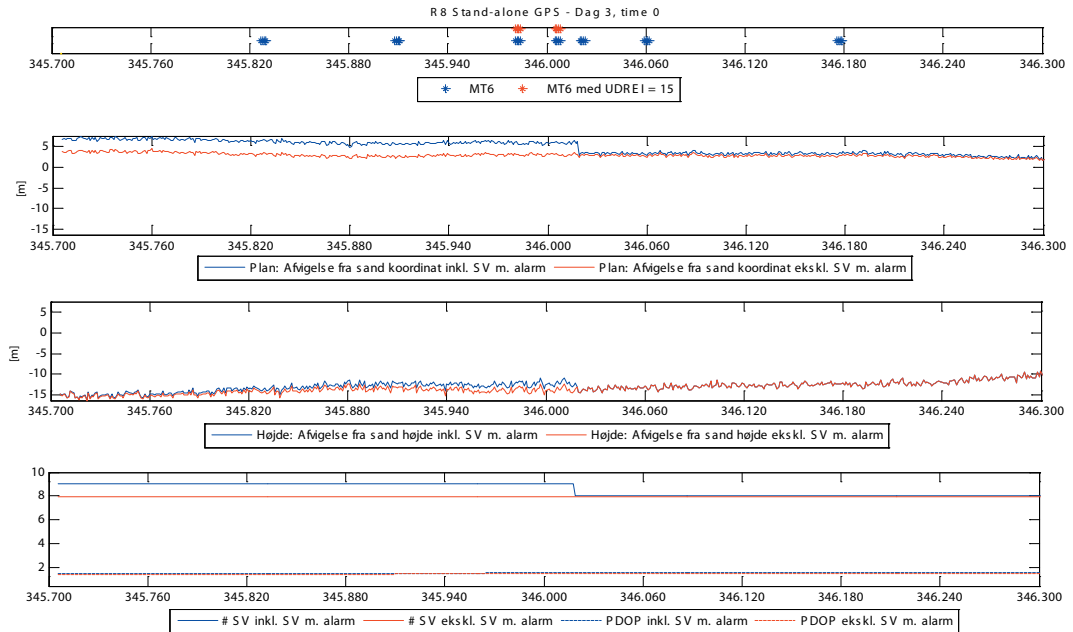 R8 Stand-alone GPS - Dag 3, time 0
345.700 345.760 345.820 345.880 345.940 346.000 346.060 346.120 346.180 346.240 346.300
MT6 MT6 med UDREI = 15
5
0
-5
-10
-15
[m]
345.700 345.760 345.820 345.880 345.940 346.000 346.060 346.120 346.180 346.240 346.300
Plan: Afvigelse fra sand koordinat inkl. SV m. alarm Plan: Afvigelse fra sand koordinat ekskl. SV m. alarm
5
0
-5
-10
-15
[m]
345.700 345.760 345.820 345.880 345.940 346.000 346.060 346.120 346.180 346.240 346.300
Højde: Afvigelse fra sand højde inkl. SV m. alarm Højde: Afvigelse fra sand højde ekskl. SV m. alarm
10
8
6
4
2
345.700 345.760 345.820 345.880 345.940 346.000 346.060 346.120 346.180 346.240 346.300
# SV inkl. SV m. alarm # SV ekskl. SV m. alarm PDOP inkl. SV m. alarm PDOP ekskl. SV m. alarm